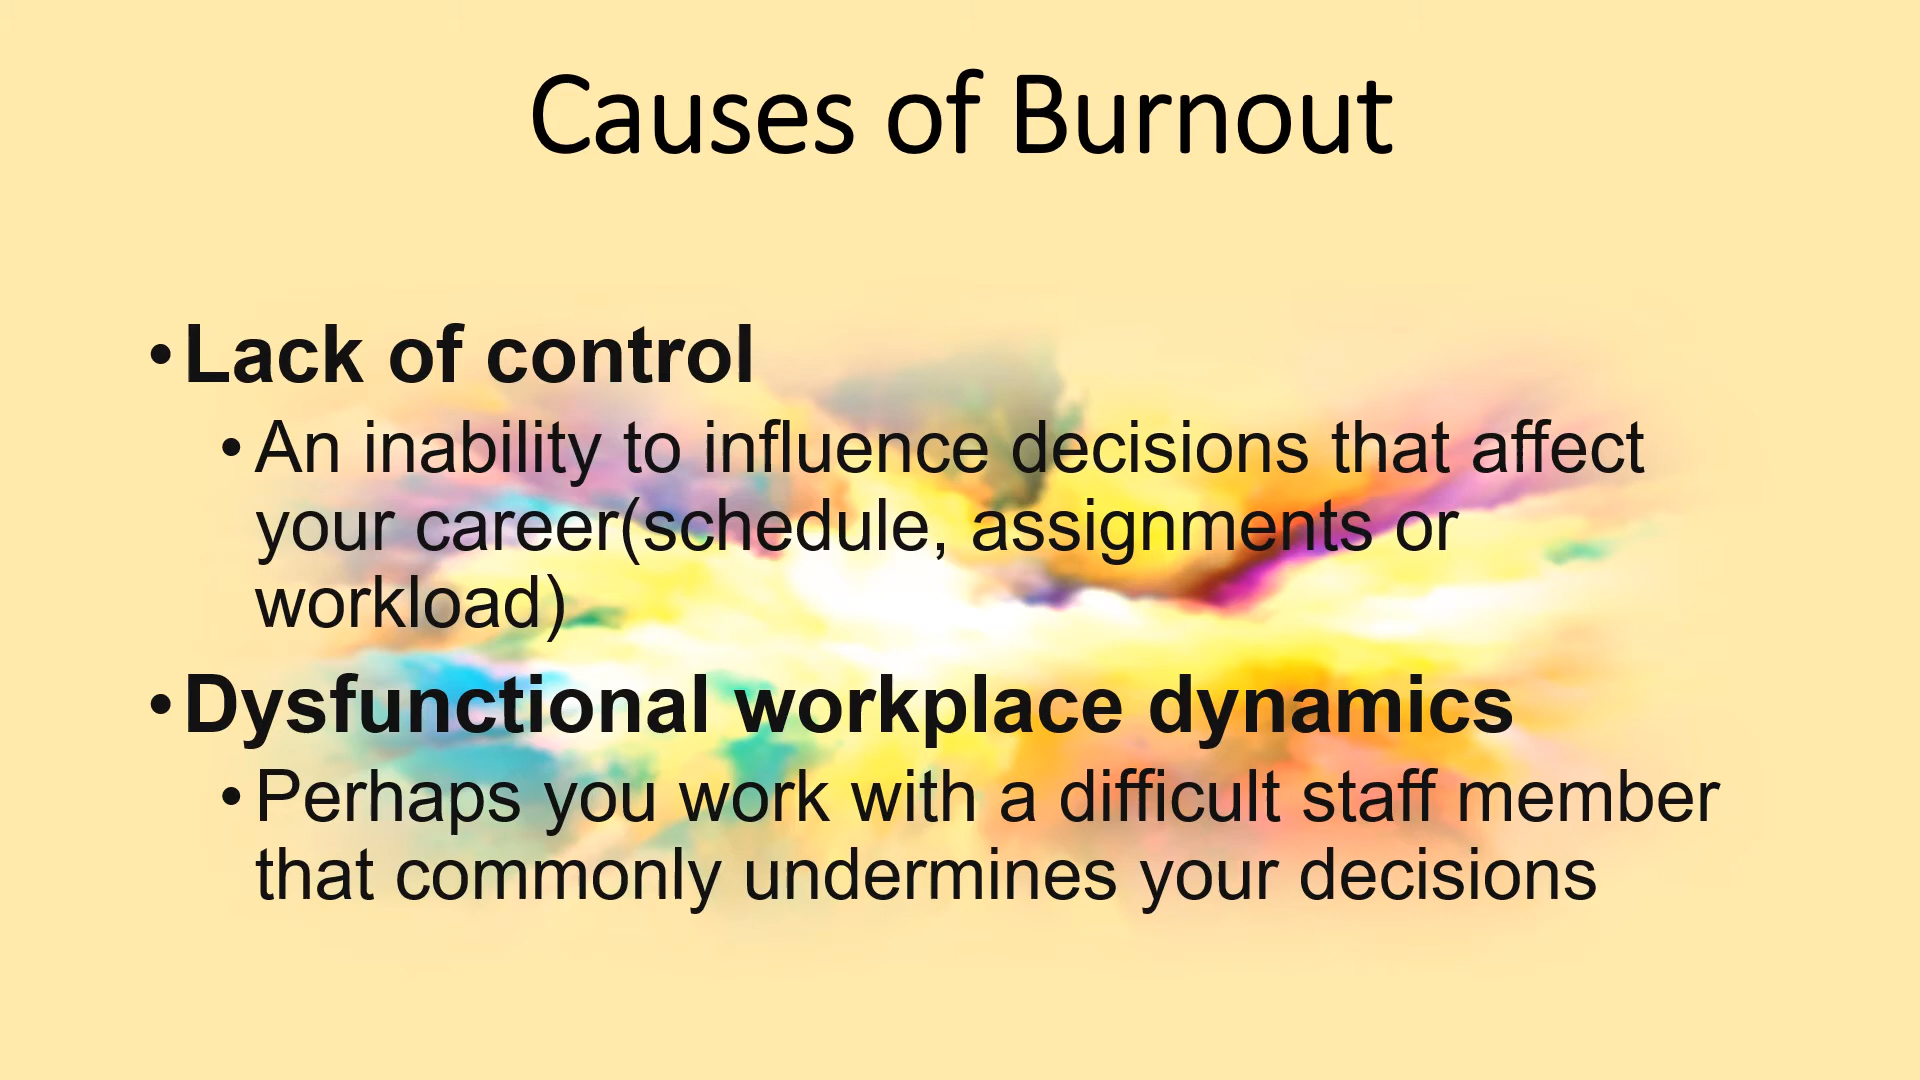 Causes of Burnout
•Lack of control
•An inability to influence decisions that affect
your career(schedule, assignments or
workload)
•Dysfunctional workplace dynamics
•Perhaps you work with a difficult staff member
that commonly undermines your decisions